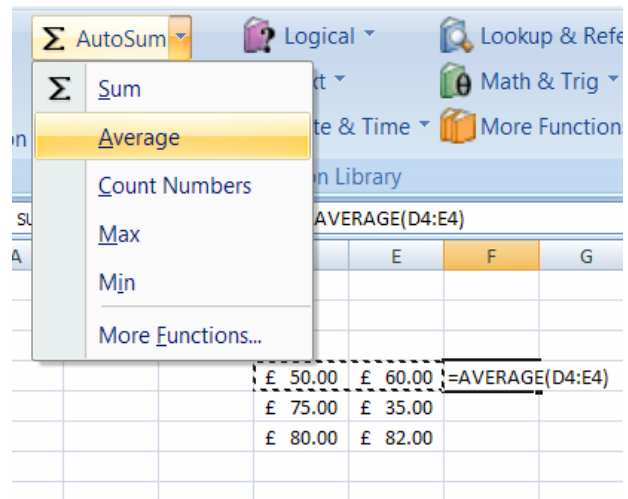 Σ AutoSum
Logical
Lookup & Refe
Σ Sum
xt
θ Math & Trig
Average
te & Time
More Function
on
Count Numbers
n Library
SU
AVERAGE(D4:E4)
Max
A
E
F
G
Min
More Functions...
£ 50.00 £ 60.00 =AVERAGE(D4:E4)
£ 75.00 £ 35.00
£ 80.00 £ 82.00